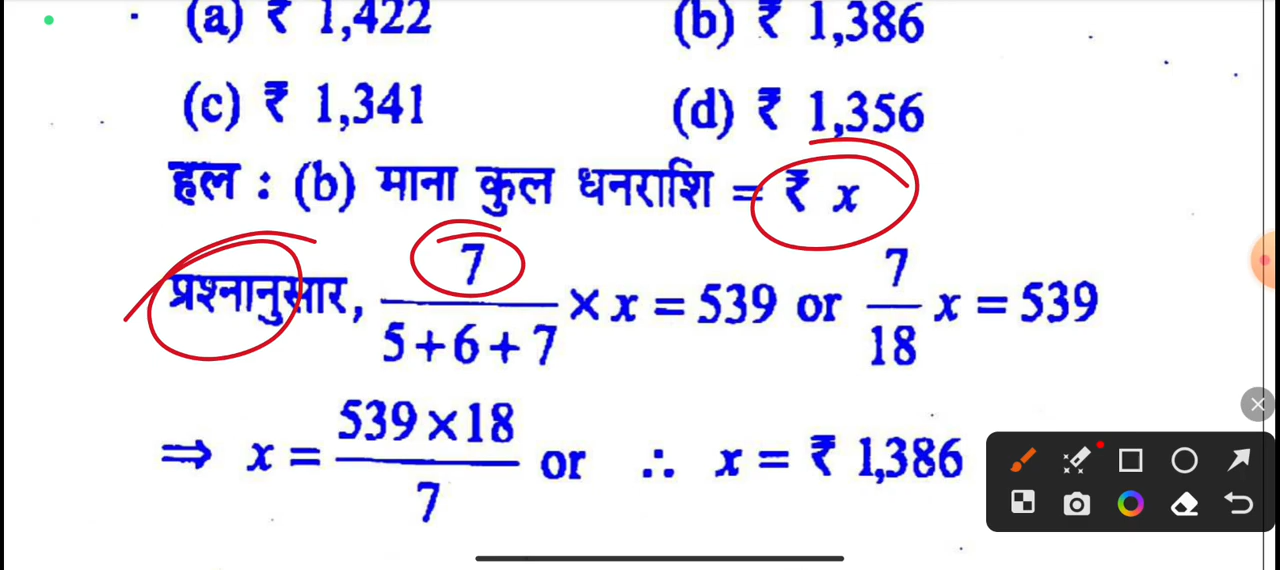 (a) ₹ 1,422 (b) ₹ 1,386
(c) ₹ 1,341 (d) ₹ 1,356
हल : (b) माना कुल धनराशि = ₹ x
प्रश्नानुसार, 7/(5+6+7) × x = 539 or 7/18 x = 539
⇒ x = (539×18)/7 or ∴ x = ₹ 1,386